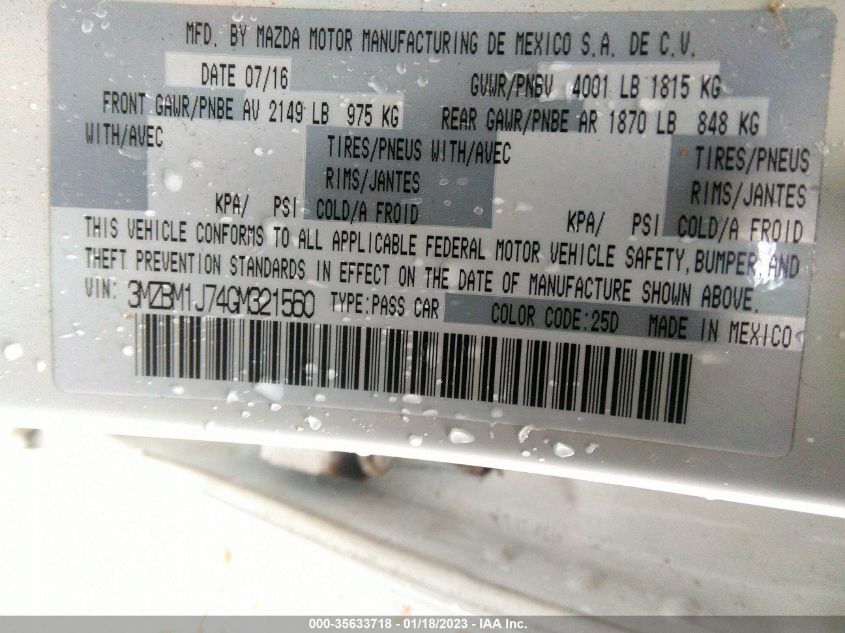 MFD. BY MAZDA MOTOR MANUFACTURING DE MEXICO S.A. DE C.V.
DATE 07/16 GVWR/PNBV 4001 LB 1815 KG
FRONT GAWR/PNBE AV 2149 LB 975 KG REAR GAWR/PNBE AR 1870 LB 848 KG
WITH/AVEC TIRES/PNEUS WITH/AVEC TIRES/PNEUS
RIMS/JANTES RIMS/JANTES
KPA/ PSI COLD/A FROID KPA/ PSI COLD/A FROID
THIS VEHICLE CONFORMS TO ALL APPLICABLE FEDERAL MOTOR VEHICLE SAFETY, BUMPER, AND
THEFT PREVENTION STANDARDS IN EFFECT ON THE DATE OF MANUFACTURE SHOWN ABOVE.
VIN: 3MZBM1J74GM321560 TYPE:PASS CAR COLOR CODE:25D MADE IN MEXICO
000-35633718 - 01/18/2023 - IAA Inc.